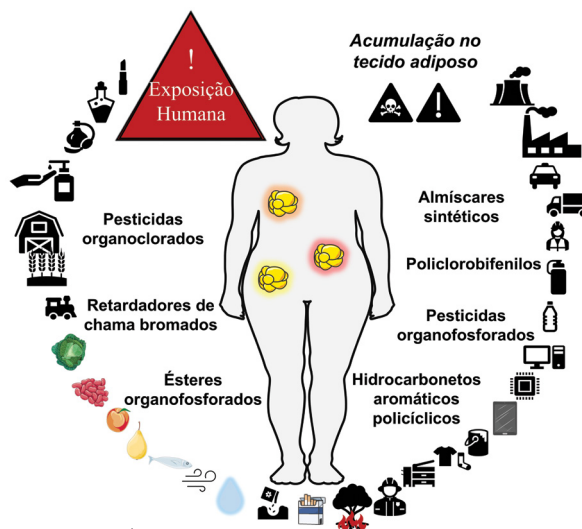 !
Exposição
Humana
Acumulação no
tecido adiposo
Pesticidas
organoclorados
Retardadores de
chama bromados
Ésteres
organofosforados
Almíscares
sintéticos
Policlorobifenilos
Pesticidas
organofosforados
Hidrocarbonetos
aromáticos
policíclicos